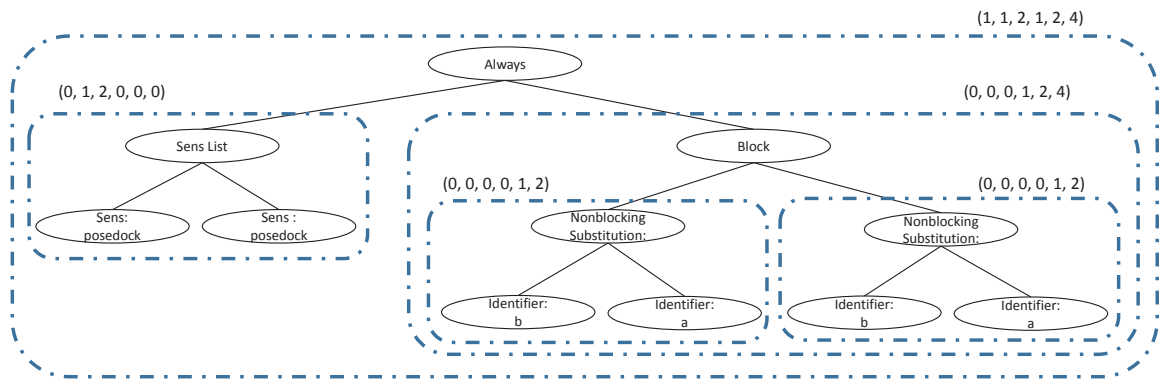 (1, 1, 2, 1, 2, 4)
Always
(0, 1, 2, 0, 0, 0)
(0, 0, 0, 1, 2, 4)
Sens List
Block
(0, 0, 0, 0, 1, 2)
(0, 0, 0, 0, 1, 2)
Sens:
posedock
Sens :
posedock
Nonblocking
Substitution:
Nonblocking
Substitution:
Identifier:
b
Identifier:
a
Identifier:
b
Identifier:
a